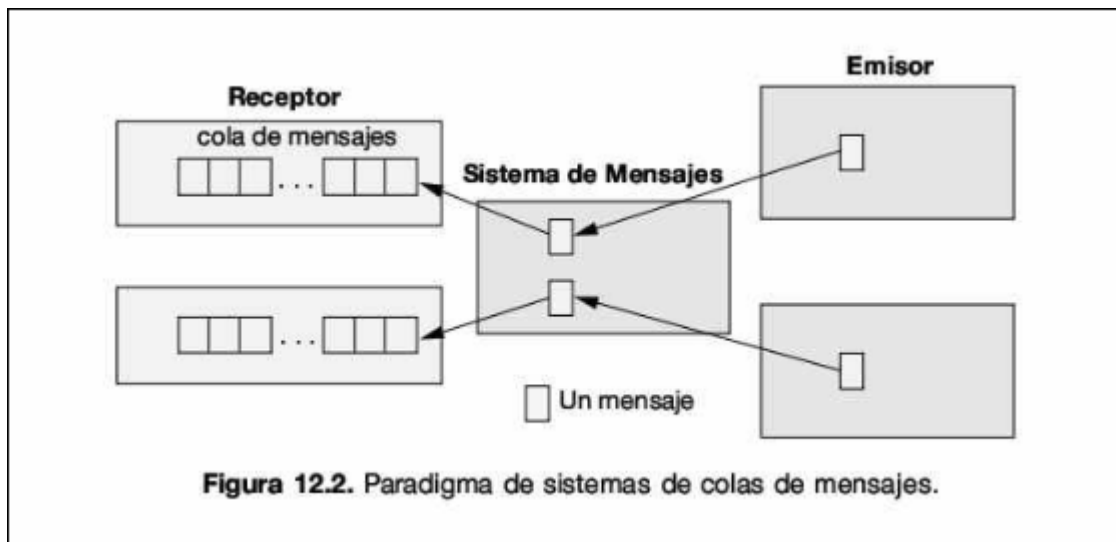 Emisor
Receptor
cola de mensajes
. . .
Sistema de Mensajes
. . .
Un mensaje
Figura 12.2. Paradigma de sistemas de colas de mensajes.